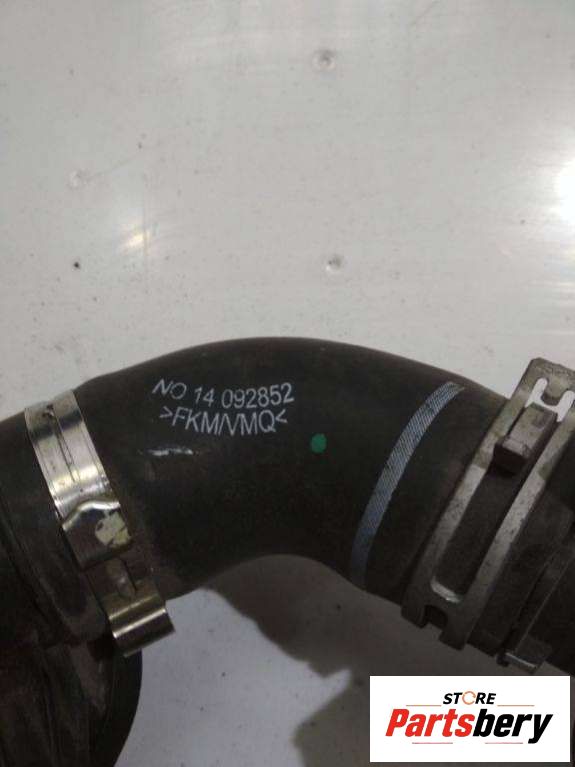 NO 14 092852
>FKM/VMQ<
STORE
Partsbery